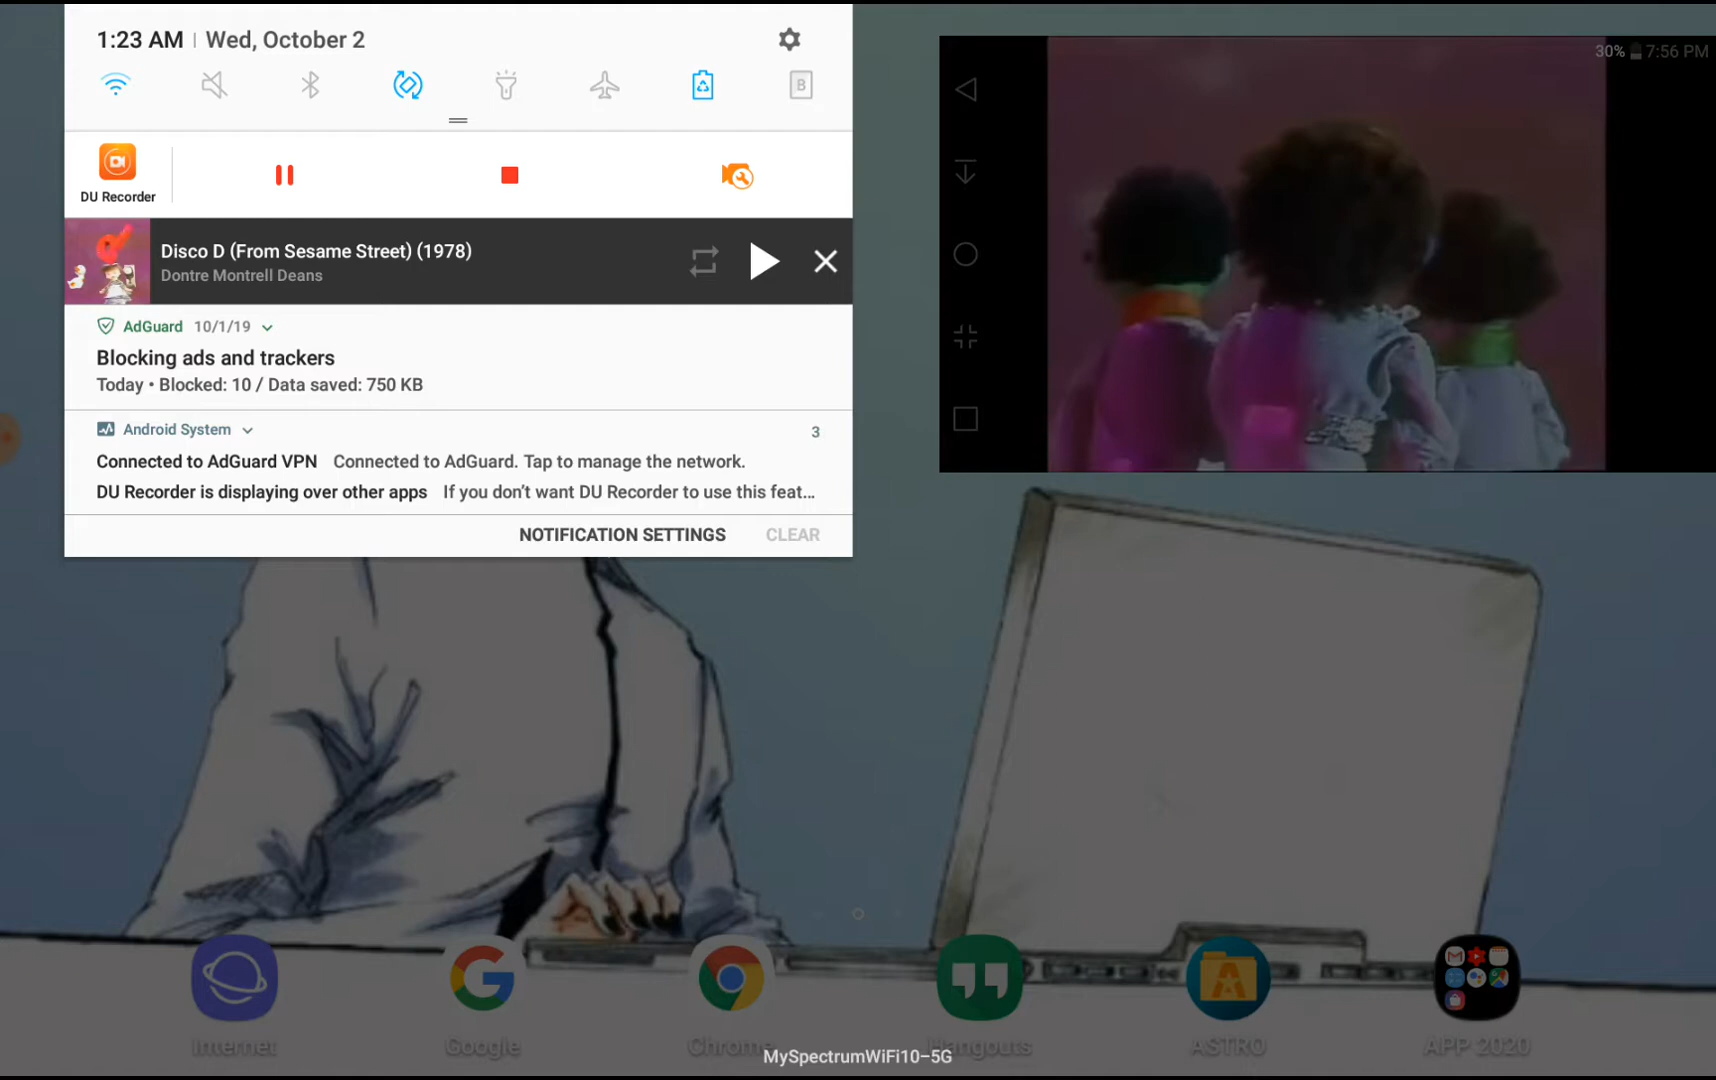 1:23 AM | Wed, October 2
30% 7:56 PM
B
DU Recorder
Disco D (From Sesame Street) (1978)
Dontre Montrell Deans
AdGuard 10/1/19
Blocking ads and trackers
Today • Blocked: 10 / Data saved: 750 KB
Android System
3
Connected to AdGuard VPN Connected to AdGuard. Tap to manage the network.
DU Recorder is displaying over other apps If you don't want DU Recorder to use this feat...
NOTIFICATION SETTINGS CLEAR
Internet Google Chrome Hangouts ASTRO APP 2020
MySpectrumWiFi10-5G